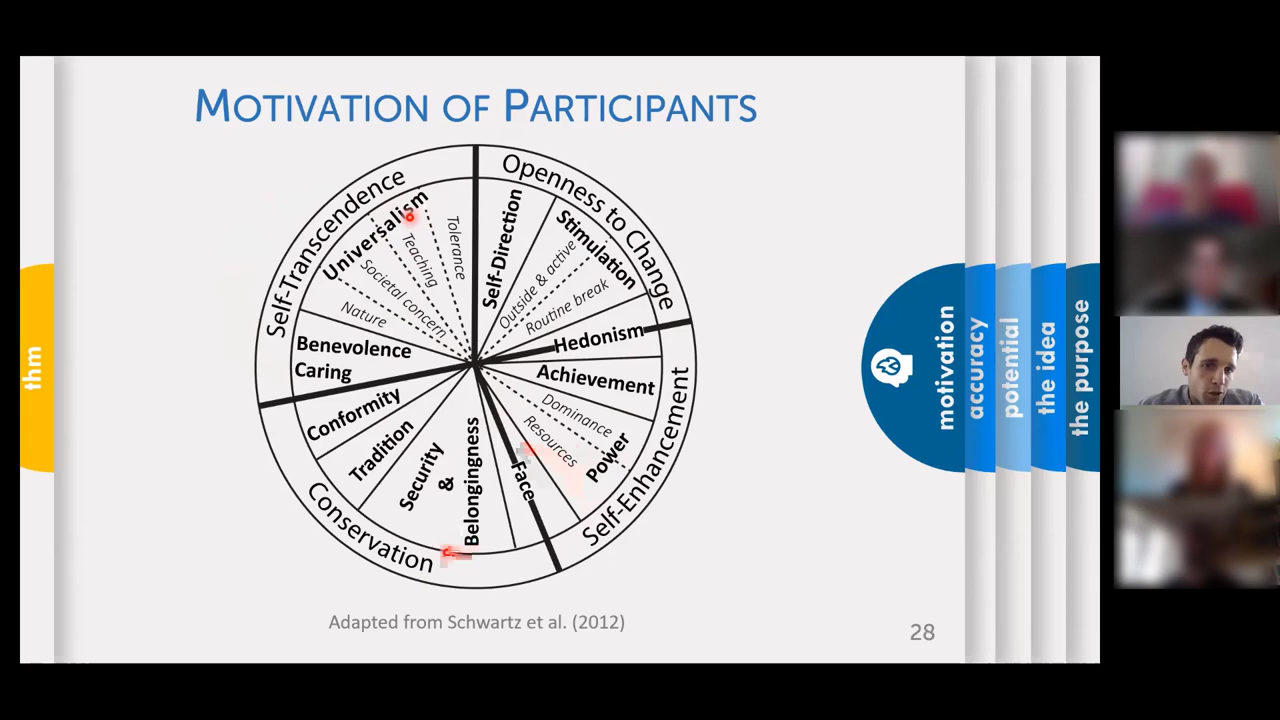 MOTIVATION OF PARTICIPANTS
Self-Transcendence
Openness to Change
Universalism
Tolerance
Teaching
Societal concern
Nature
Self-Direction
Stimulation
Outside & active
Routine break
Hedonism
Benevolence
Caring
Achievement
Dominance
Resources
Power
Conformity
Tradition
Security
&
Belongingness
Face
Conservation
Self-Enhancement
Adapted from Schwartz et al. (2012)
28
thm
motivation
accuracy
potential
the idea
the purpose